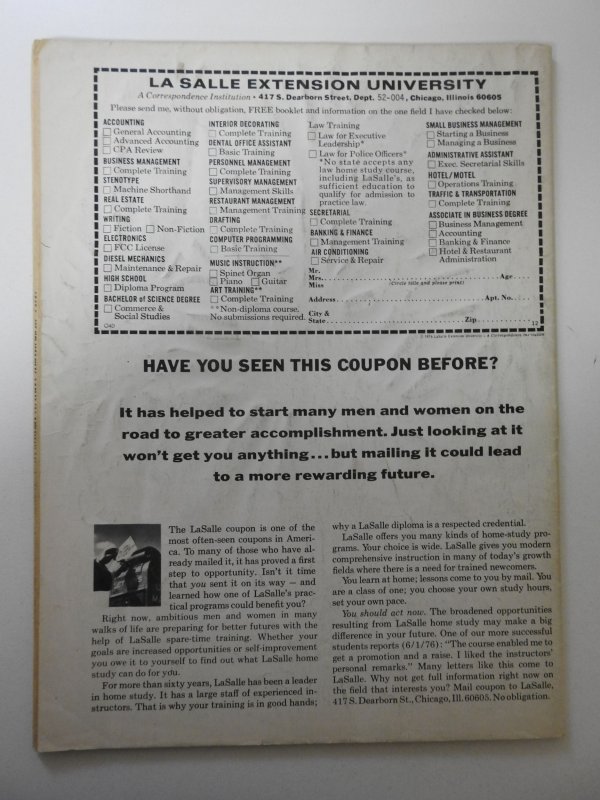 LA SALLE EXTENSION UNIVERSITY
A Correspondence Institution • 417 S. Dearborn Street, Dept. 52-004, Chicago, Illinois 60605
Please send me, without obligation, FREE booklet and information on the one field I have checked below:
ACCOUNTING
General Accounting
Advanced Accounting
CPA Review
BUSINESS MANAGEMENT
Complete Training
STENOTYPE
Machine Shorthand
REAL ESTATE
Complete Training
WRITING
Fiction Non-Fiction
ELECTRONICS
FCC License
DIESEL MECHANICS
Maintenance & Repair
HIGH SCHOOL
Diploma Program
BACHELOR of SCIENCE DEGREE
Commerce &
Social Studies
INTERIOR DECORATING
Complete Training
DENTAL OFFICE ASSISTANT
Basic Training
PERSONNEL MANAGEMENT
Complete Training
SUPERVISORY MANAGEMENT
Management Skills
RESTAURANT MANAGEMENT
Management Training
DRAFTING
Complete Training
COMPUTER PROGRAMMING
Basic Training
MUSIC INSTRUCTION**
Spinet Organ
Piano Guitar
ART TRAINING**
Complete Training
**Non-diploma course.
No submissions required.
Law Training
Law for Executive
Leadership*
Law for Police Officers*
*No state accepts any
law home study course,
including LaSalle's, as
sufficient education to
qualify for admission to
practice law.
SECRETARIAL
Complete Training
BANKING & FINANCE
Management Training
AIR CONDITIONING
Service & Repair
SMALL BUSINESS MANAGEMENT
Starting a Business
Managing a Business
ADMINISTRATIVE ASSISTANT
Exec. Secretarial Skills
HOTEL/MOTEL
Operations Training
TRAFFIC & TRANSPORTATION
Complete Training
ASSOCIATE IN BUSINESS DEGREE
Business Management
Accounting
Banking & Finance
Hotel & Restaurant
Administration
Mr.
Mrs. Age
Miss (Circle title and please print)
Address Apt. No.
City &
State Zip 12
HAVE YOU SEEN THIS COUPON BEFORE?
It has helped to start many men and women on the
road to greater accomplishment. Just looking at it
won't get you anything...but mailing it could lead
to a more rewarding future.
The LaSalle coupon is one of the
most often-seen coupons in Ameri-
ca. To many of those who have al-
ready mailed it, it has proved a first
step to opportunity. Isn't it time
that you sent it on its way — and
learned how one of LaSalle's prac-
tical programs could benefit you?
Right now, ambitious men and women in many
walks of life are preparing for better futures with the
help of LaSalle spare-time training. Whether your
goals are increased opportunities or self-improvement
you owe it to yourself to find out what LaSalle home
study can do for you.
For more than sixty years, LaSalle has been a leader
in home study. It has a large staff of experienced in-
structors. That is why your training is in good hands;
why a LaSalle diploma is a respected credential.
LaSalle offers you many kinds of home-study pro-
grams. Your choice is wide. LaSalle gives you modern
comprehensive instruction in many of today's growth
fields where there is a need for trained newcomers.
You learn at home; lessons come to you by mail. You
are a class of one; you choose your own study hours,
set your own pace.
You should act now. The broadened opportunities
resulting from LaSalle home study may make a big
difference in your future. One of our more successful
students reports (6/1/76): "The course enabled me to
get a promotion and a raise. I liked the instructors'
personal remarks." Many letters like this come to
LaSalle. Why not get full information right now on
the field that interests you? Mail coupon to LaSalle,
417 S. Dearborn St., Chicago, Ill. 60605. No obligation.